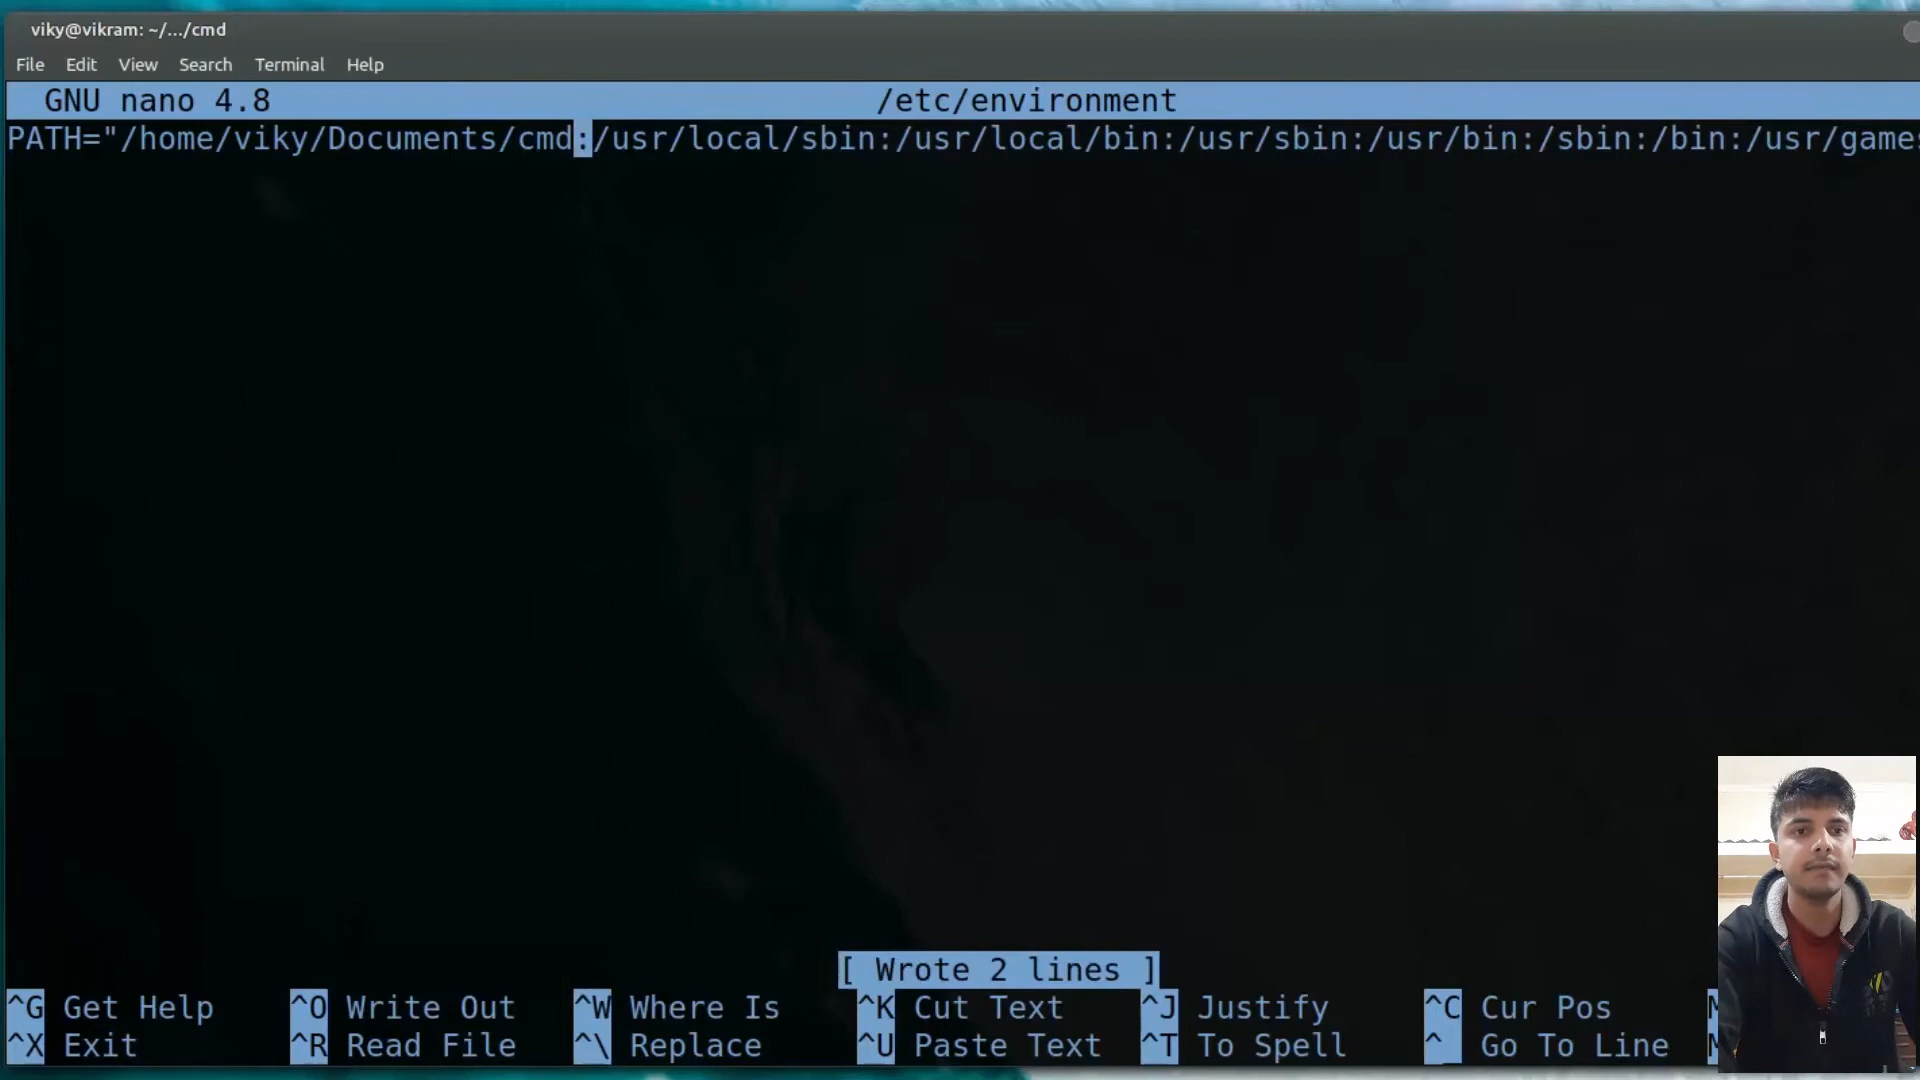 viky@vikram: ~/.../cmd
File Edit View Search Terminal Help
GNU nano 4.8 /etc/environment
PATH="/home/viky/Documents/cmd:/usr/local/sbin:/usr/local/bin:/usr/sbin:/usr/bin:/sbin:/bin:/usr/games
[ Wrote 2 lines ]
^G Get Help ^O Write Out ^W Where Is ^K Cut Text ^J Justify ^C Cur Pos
^X Exit ^R Read File ^\ Replace ^U Paste Text ^T To Spell ^_ Go To Line